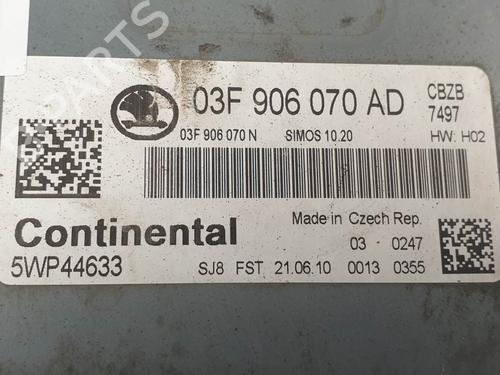 03F 906 070 AD
CBZB
7497
03F 906 070 N SIMOS 10.20 HW: H02
Continental
Made in Czech Rep.
03 0247
5WP44633
SJ8 FST 21.06.10 0013 0355
PARTS